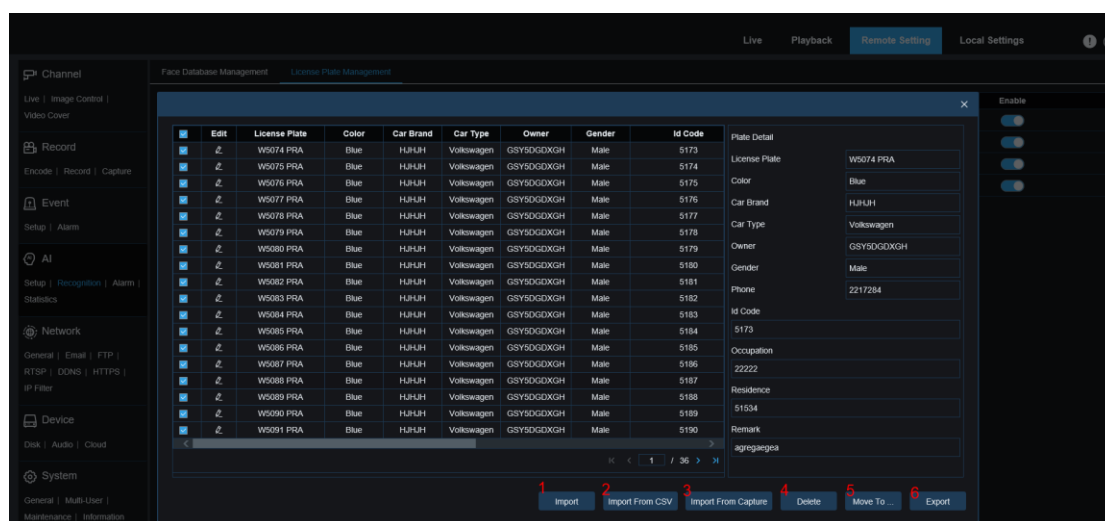 Live Playback Remote Setting Local Settings
Channel
Live | Image Control |
Video Cover
Record
Encode | Record | Capture
Event
Setup | Alarm
AI
Setup | Recognition | Alarm |
Statistics
Network
General | Email | FTP |
RTSP | DDNS | HTTPS |
IP Filter
Device
Disk | Audio | Cloud
System
General | Multi-User |
Maintenance | Information
Face Database Management License Plate Management
Enable
Edit License Plate Color Car Brand Car Type Owner Gender Id Code
W5074 PRA Blue HJHJH Volkswagen GSY5DGDXGH Male 5173
W5075 PRA Blue HJHJH Volkswagen GSY5DGDXGH Male 5174
W5076 PRA Blue HJHJH Volkswagen GSY5DGDXGH Male 5175
W5077 PRA Blue HJHJH Volkswagen GSY5DGDXGH Male 5176
W5078 PRA Blue HJHJH Volkswagen GSY5DGDXGH Male 5177
W5079 PRA Blue HJHJH Volkswagen GSY5DGDXGH Male 5178
W5080 PRA Blue HJHJH Volkswagen GSY5DGDXGH Male 5179
W5081 PRA Blue HJHJH Volkswagen GSY5DGDXGH Male 5180
W5082 PRA Blue HJHJH Volkswagen GSY5DGDXGH Male 5181
W5083 PRA Blue HJHJH Volkswagen GSY5DGDXGH Male 5182
W5084 PRA Blue HJHJH Volkswagen GSY5DGDXGH Male 5183
W5085 PRA Blue HJHJH Volkswagen GSY5DGDXGH Male 5184
W5086 PRA Blue HJHJH Volkswagen GSY5DGDXGH Male 5185
W5087 PRA Blue HJHJH Volkswagen GSY5DGDXGH Male 5186
W5088 PRA Blue HJHJH Volkswagen GSY5DGDXGH Male 5187
W5089 PRA Blue HJHJH Volkswagen GSY5DGDXGH Male 5188
W5090 PRA Blue HJHJH Volkswagen GSY5DGDXGH Male 5189
W5091 PRA Blue HJHJH Volkswagen GSY5DGDXGH Male 5190
1 / 36
Plate Detail
License Plate W5074 PRA
Color Blue
Car Brand HJHJH
Car Type Volkswagen
Owner GSY5DGDXGH
Gender Male
Phone 2217284
Id Code
5173
Occupation
22222
Residence
51534
Remark
agregaegea
1 2 3 4 5 6
Import Import From CSV Import From Capture Delete Move To ... Export